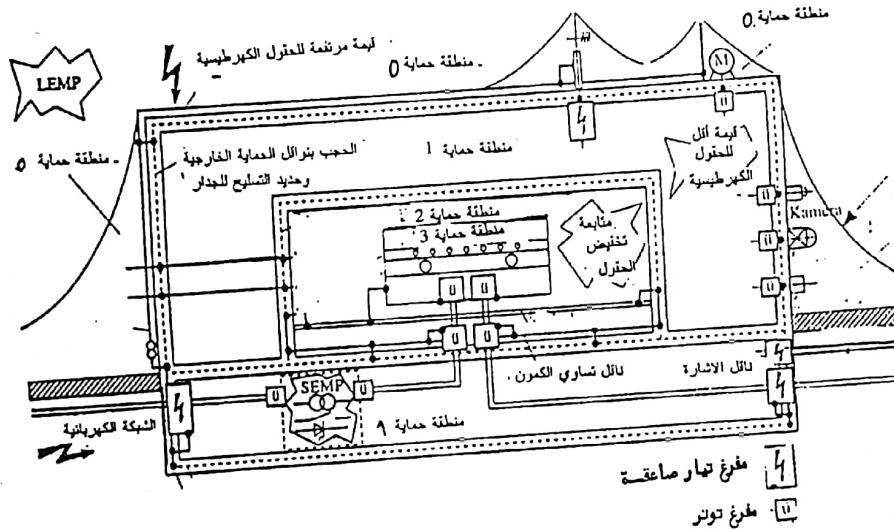 منطقة حماية 0
منطقة حماية 0
قيمة مرتفعة للحقول الكهرطيسية
LEMP
M
ü
منطقة حماية 0
الحجب بنواقل الحماية الخارجية
وحديد التسليح للجدار
منطقة حماية 1
قيمة أقل
للحقول
الكهرطيسية
ü
Kamera
ü
ü
منطقة حماية 2
منطقة حماية 3
متابعة
تخفيض
الحقول
ü
ü
ü
ü
ناقل تساوي الكمون
ناقل الاشارة
ü
SEMP
ü
الشبكة الكهربائية
منطقة حماية 1
مفرغ تيار صاعقة
مفرغ توتر
ü